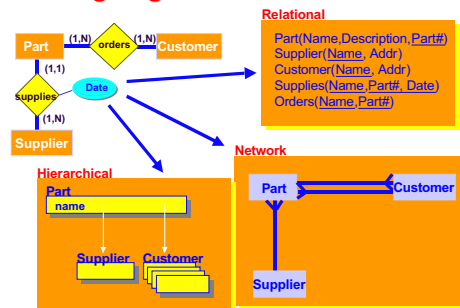 Relational
(1,N)
(1,N)
Part
orders
Customer
(1,1)
supplies
Date
(1,N)
Supplier
Part(Name,Description,Part#)
Supplier(Name, Addr)
Customer(Name, Addr)
Supplies(Name,Part#, Date)
Orders(Name,Part#)
Hierarchical
Part
name
Supplier
Customer
Network
Part
Customer
Supplier